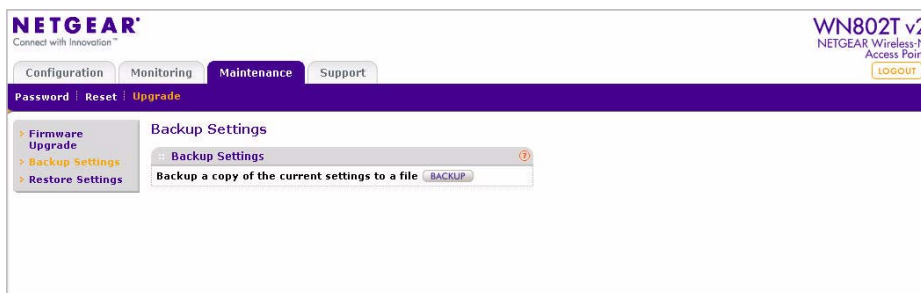 NETGEAR®
Connect with Innovation™
WN802T v2
NETGEAR Wireless-N
Access Poin
LOGOUT
Configuration Monitoring Maintenance Support
Password Reset Upgrade
Firmware
Upgrade
Backup Settings
Restore Settings
Backup Settings
Backup Settings ?
Backup a copy of the current settings to a file BACKUP